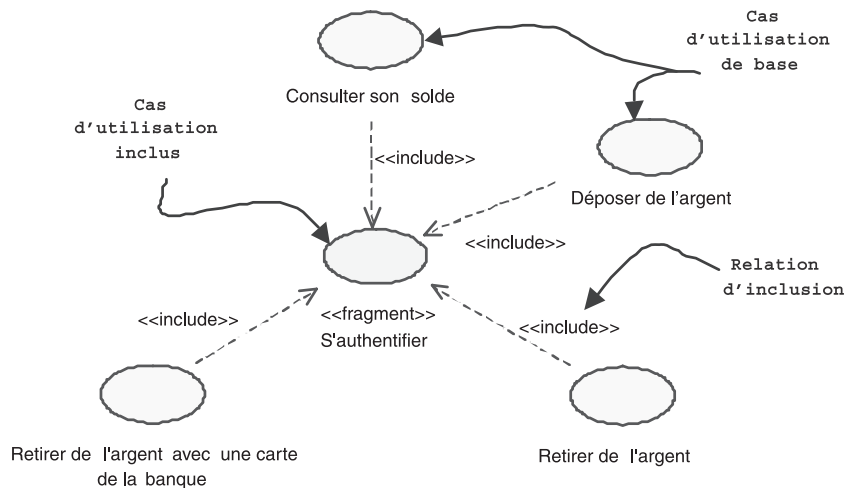 Cas
d'utilisation
de base
Consulter son solde
Cas
d'utilisation
inclus
<<include>>
Déposer de l'argent
<<include>>
Relation
d'inclusion
<<include>>
<<fragment>>
S'authentifier
<<include>>
Retirer de l'argent avec une carte
de la banque
Retirer de l'argent